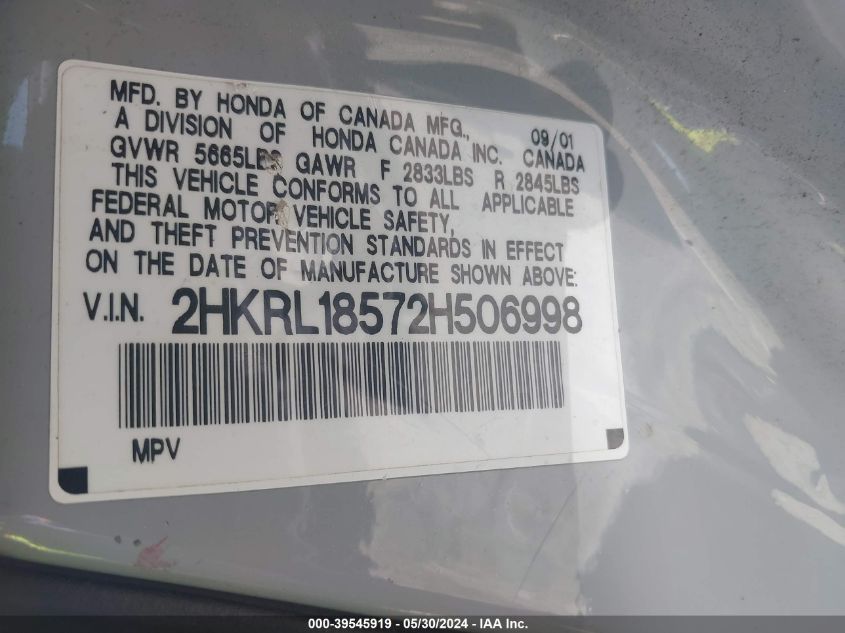 MFD. BY HONDA OF CANADA MFG., 09/01
A DIVISION OF HONDA CANADA INC. CANADA
GVWR 5665LBS GAWR F 2833LBS R 2845LBS
THIS VEHICLE CONFORMS TO ALL APPLICABLE
FEDERAL MOTOR VEHICLE SAFETY,
AND THEFT PREVENTION STANDARDS IN EFFECT
ON THE DATE OF MANUFACTURE SHOWN ABOVE:
V.I.N. 2HKRL18572H506998
MPV
000-39545919 - 05/30/2024 - IAA Inc.